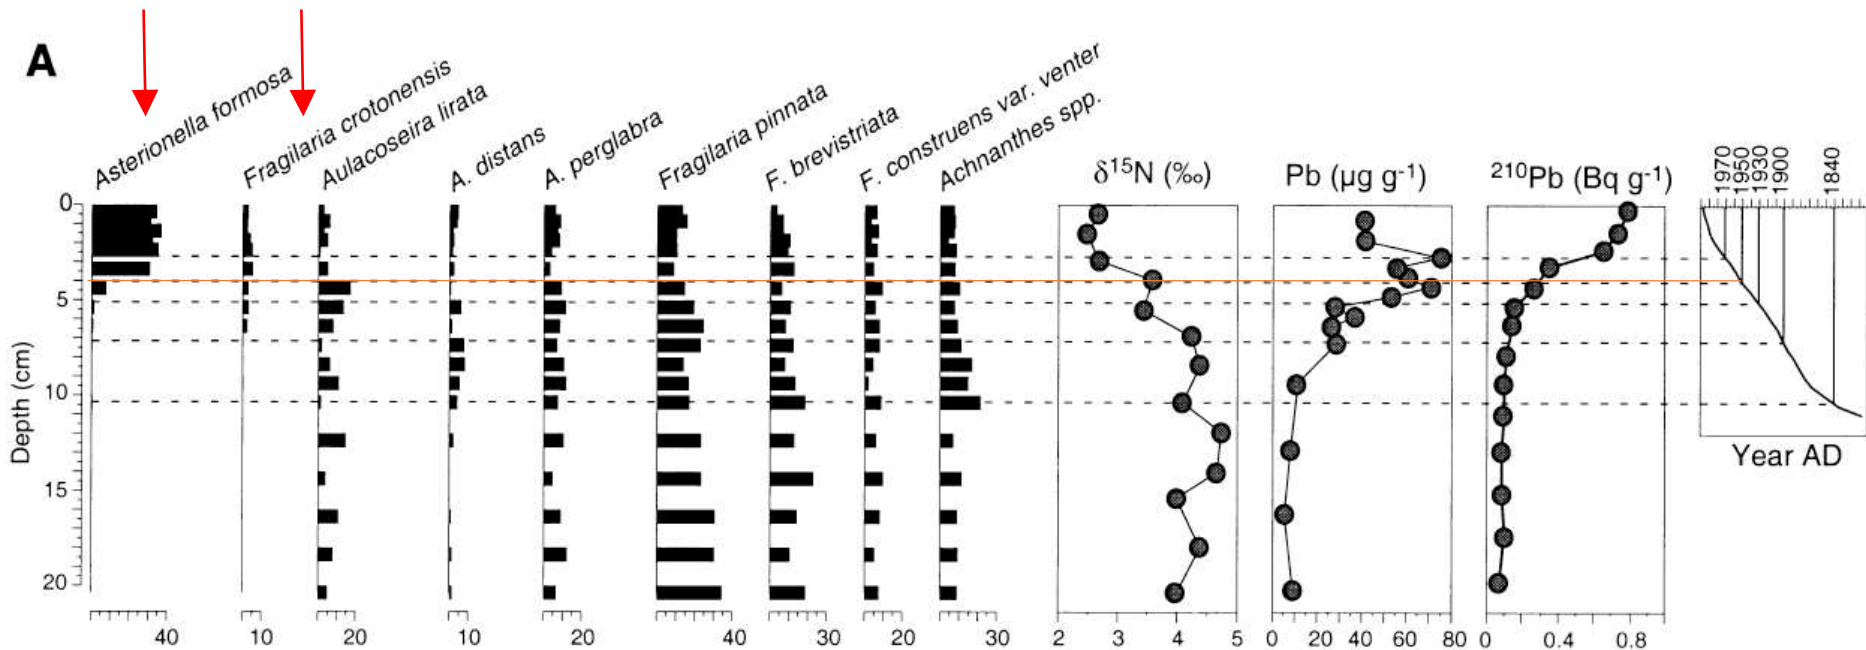 A
Asterionella formosa
Fragilaria crotonensis
Aulacoseira lirata
A. distans
A. perglabra
Fragilaria pinnata
F. brevistriata
F. construens var. venter
Achnanthes spp.
δ15N (‰)
Pb (µg g-1)
210Pb (Bq g-1)
1970
1950
1930
1900
1840
Depth (cm)
0
5
10
15
20
Year AD
40
10
20
10
20
40
30
20
30
2 3 4 5
0 20 40 60 80
0 0.4 0.8